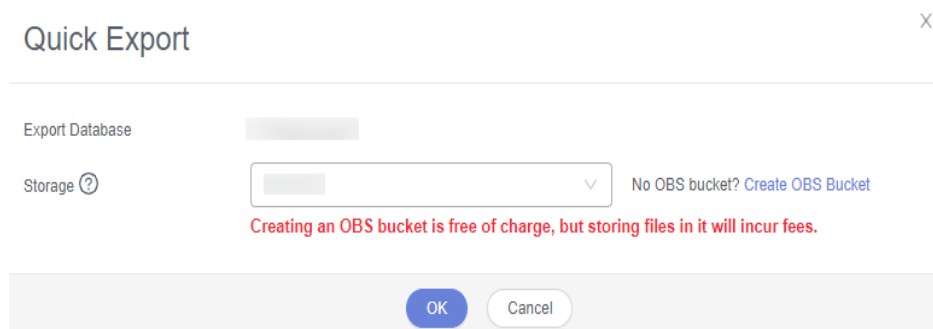 Quick Export
X
Export Database
Storage ? No OBS bucket? Create OBS Bucket
Creating an OBS bucket is free of charge, but storing files in it will incur fees.
OK Cancel